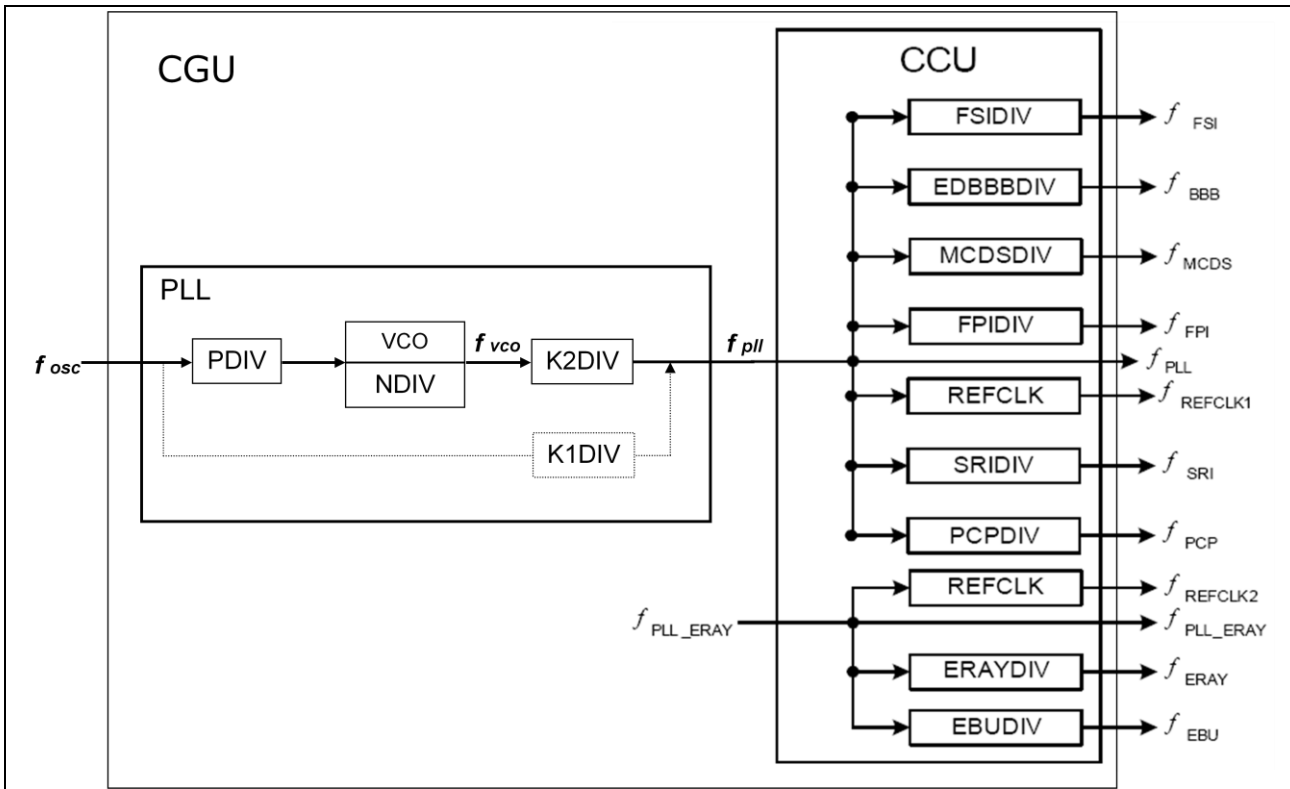 CGU
CCU
FSIDIV
f FSI
EDBBBDIV
f BBB
MCDSDIV
f MCDS
PLL
FPIDIV
f FPI
f osc
PDIV
VCO
NDIV
f vco
K2DIV
f pll
f PLL
REFCLK
f REFCLK1
K1DIV
SRIDIV
f SRI
PCPDIV
f PCP
REFCLK
f REFCLK2
f PLL_ERAY
f PLL_ERAY
ERAYDIV
f ERAY
EBUDIV
f EBU